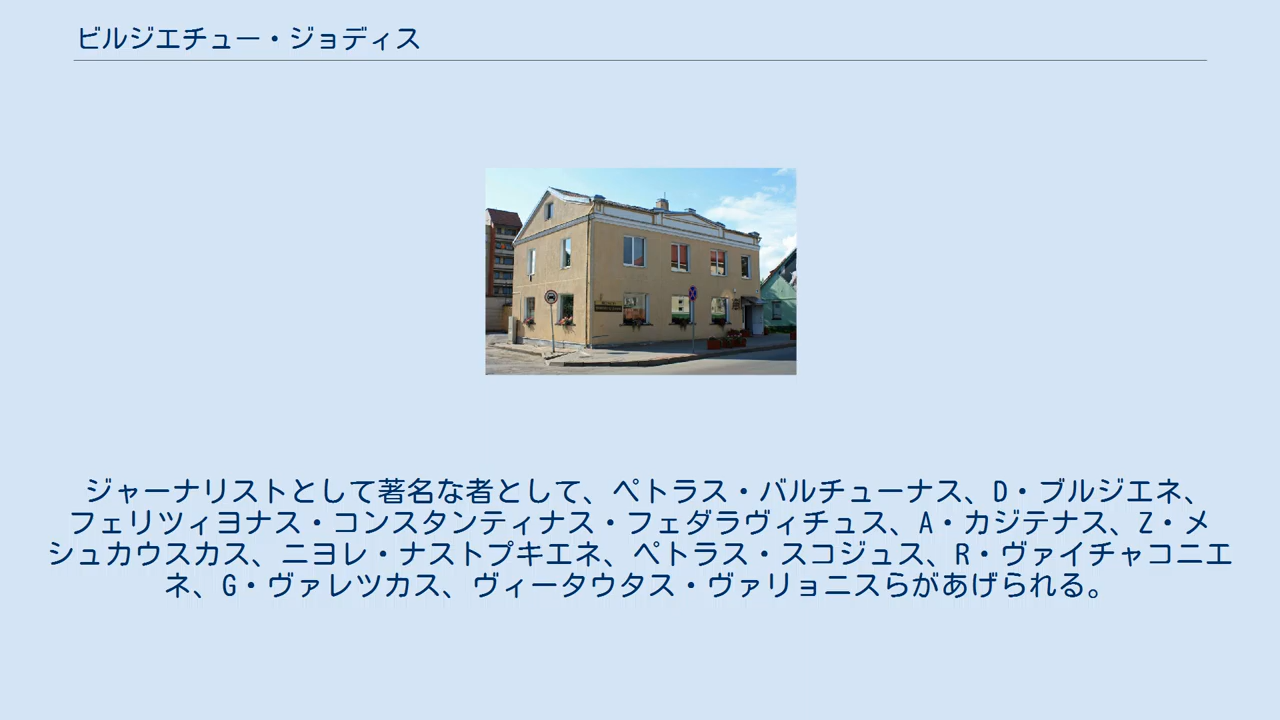 ビルジエチュー・ジョディス
ジャーナリストとして著名な者として、ペトラス・バルチューナス、D・ブルジエネ、
フェリツィヨナス・コンスタンティナス・フェダラヴィチュス、A・カジテナス、Z・メ
シュカウスカス、ニヨレ・ナストプキエネ、ペトラス・スコジュス、R・ヴァイチャコニエ
ネ、G・ヴァレツカス、ヴィータウタス・ヴァリョニスらがあげられる。